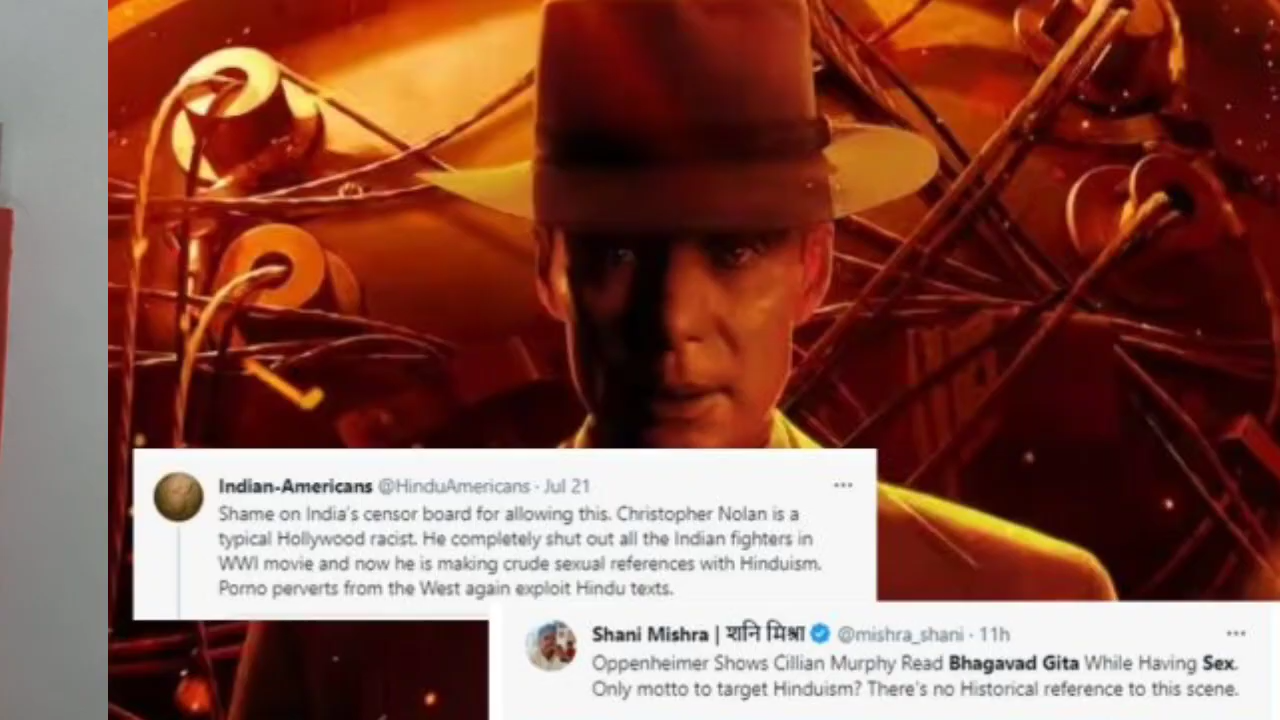 Indian-Americans @HinduAmericans · Jul 21
Shame on India's censor board for allowing this. Christopher Nolan is a
typical Hollywood racist. He completely shut out all the Indian fighters in
WWI movie and now he is making crude sexual references with Hinduism.
Porno perverts from the West again exploit Hindu texts.
Shani Mishra | शनि मिश्रा @mishra_shani · 11h
Oppenheimer Shows Cillian Murphy Read Bhagavad Gita While Having Sex.
Only motto to target Hinduism? There's no Historical reference to this scene.